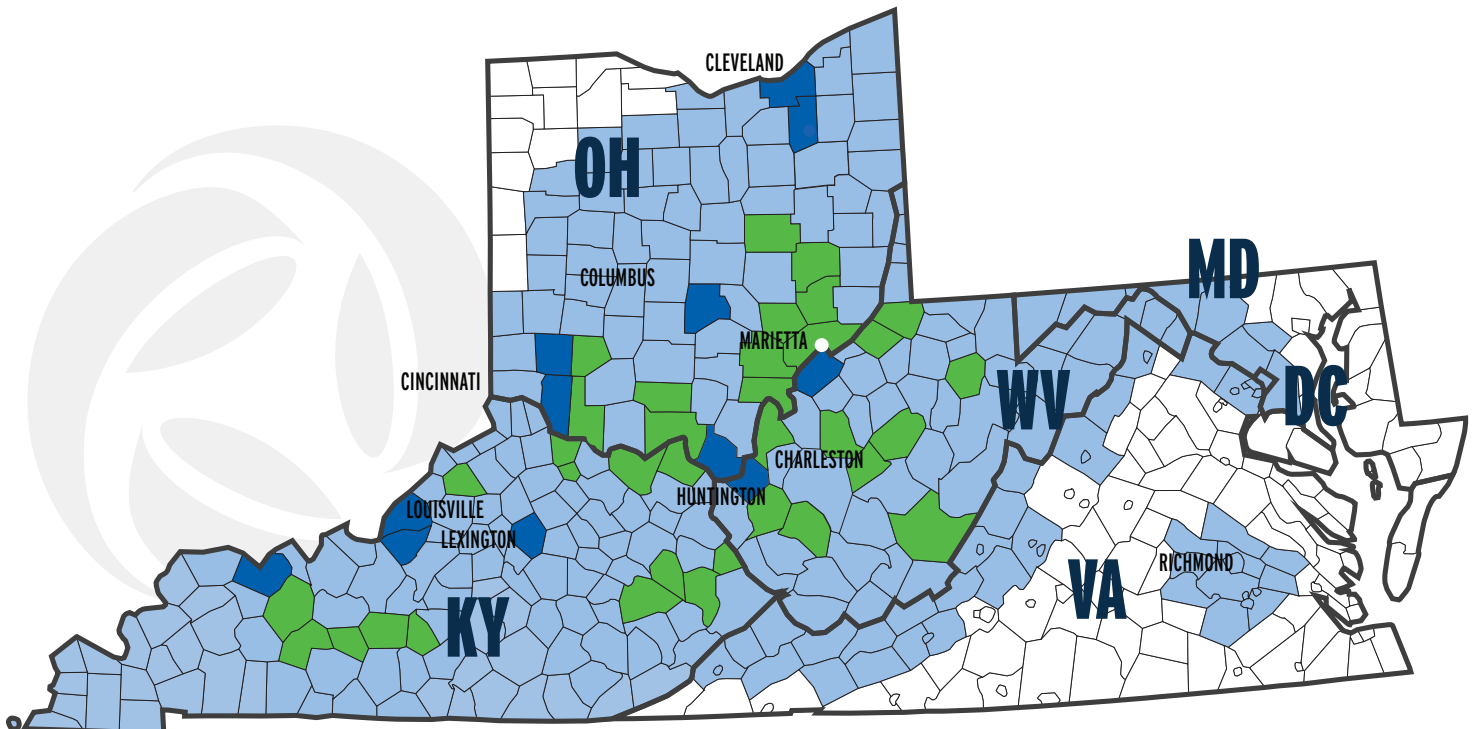 CLEVELAND
OH
MD
COLUMBUS
MARIETTA
CINCINNATI
WV
DC
CHARLESTON
HUNTINGTON
LOUISVILLE
LEXINGTON
RICHMOND
VA
KY